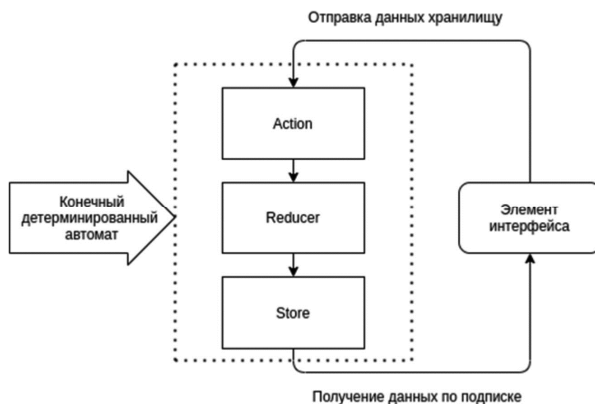 Отправка данных хранилищу
Action
Конечный
детерминированный
автомат
Reducer
Элемент
интерфейса
Store
Получение данных по подписке